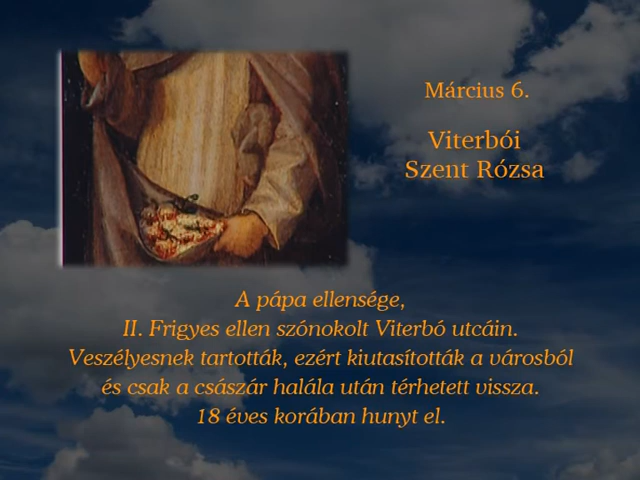 Március 6.
Viterbói
Szent Rózsa
A pápa ellensége,
II. Frigyes ellen szónokolt Viterbó utcáin.
Veszélyesnek tartották, ezért kiutasították a városból
és csak a császár halála után térhetett vissza.
18 éves korában hunyt el.